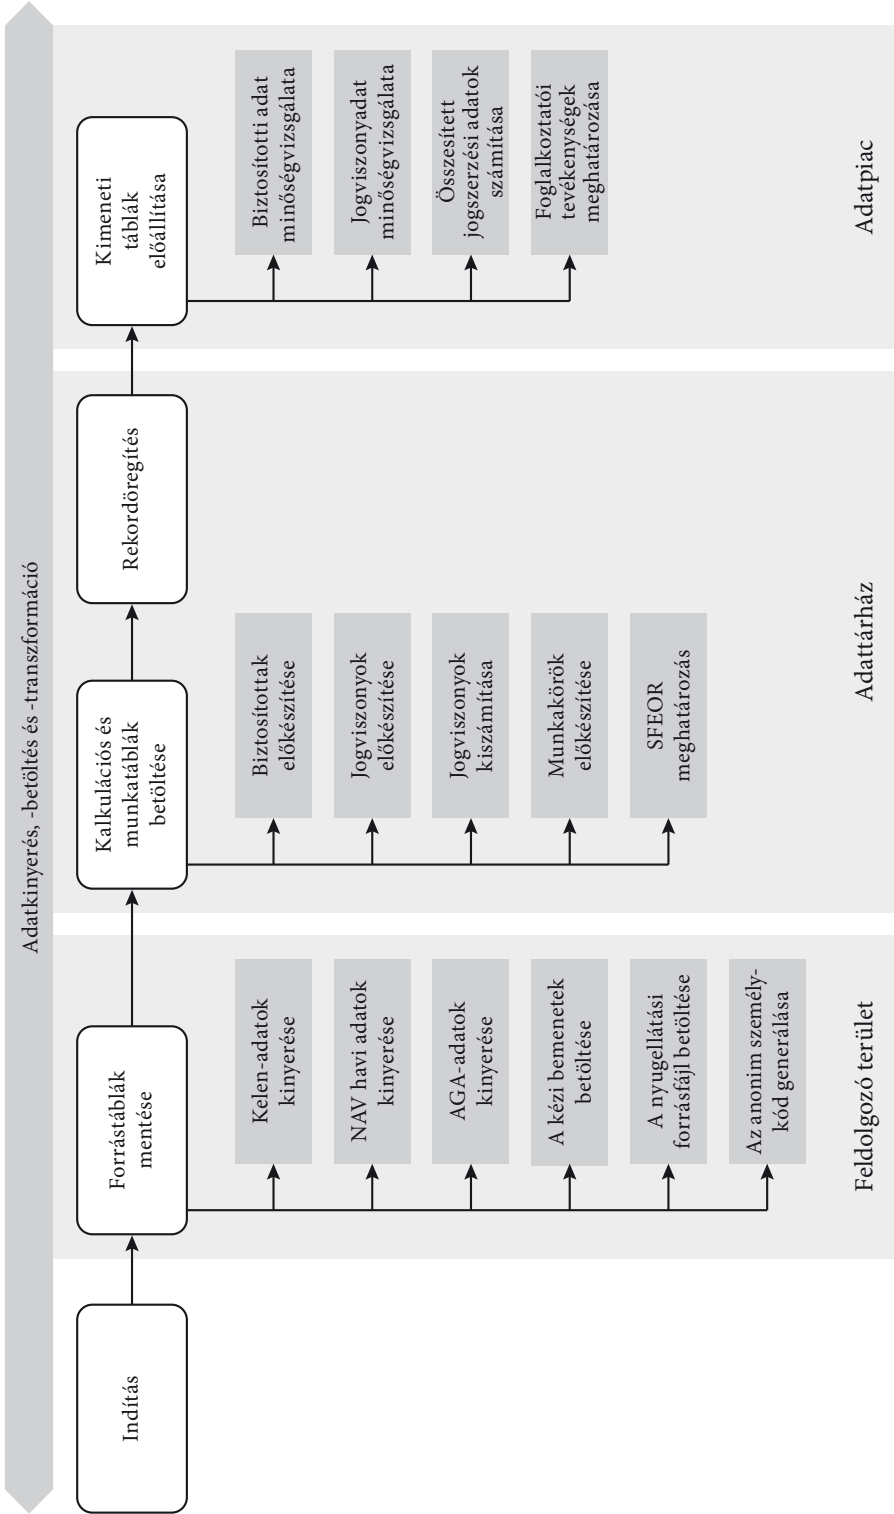 Adatkinyerés, -betöltés és -transzformáció
Indítás
Forrástáblák
mentése
Kalkulációs és
munkatáblák
betöltése
Rekordöregítés
Kimeneti
táblák
előállítása
Kelen-adatok
kinyerése
NAV havi adatok
kinyerése
AGA-adatok
kinyerése
A kézi bemenetek
betöltése
A nyugellátási
forrásfájl betöltése
Az anonim személy-
kód generálása
Feldolgozó terület
Biztosítottak
előkészítése
Jogviszonyok
előkészítése
Jogviszonyok
kiszámítása
Munkakörök
előkészítése
SFEOR
meghatározás
Adattárház
Biztosítotti adat
minőségvizsgálata
Jogviszonyadat
minőségvizsgálata
Összesített
jogszerzési adatok
számítása
Foglalkoztatói
tevékenységek
meghatározása
Adatpiac